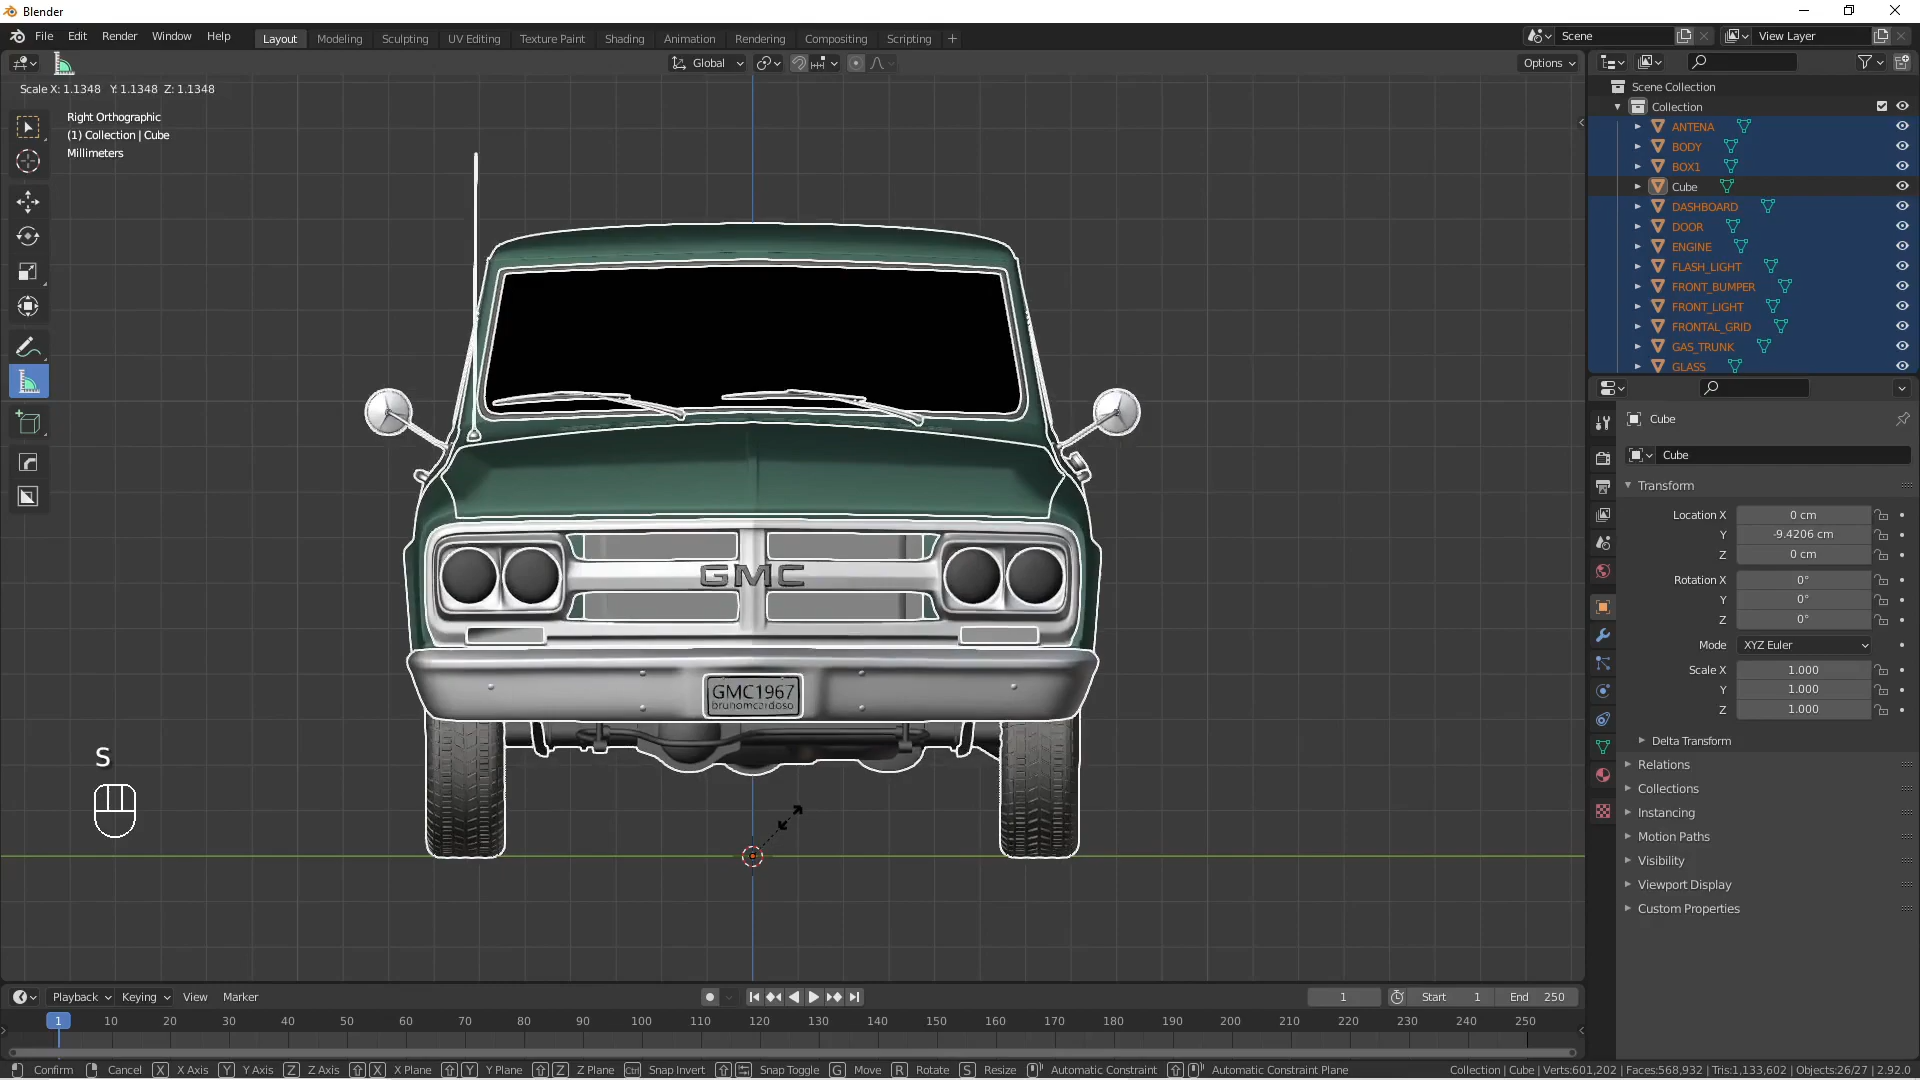 Blender
File Edit Render Window Help
Layout Modeling Sculpting UV Editing Texture Paint Shading Animation Rendering Compositing Scripting +
Scene
View Layer
Global
Options
Scale X: 1.1348 Y: 1.1348 Z: 1.1348
Right Orthographic
(1) Collection | Cube
Millimeters
Scene Collection
Collection
ANTENA
BODY
BOX1
Cube
DASHBOARD
DOOR
ENGINE
FLASH_LIGHT
FRONT_BUMPER
FRONT_LIGHT
FRONTAL_GRID
GAS_TRUNK
GLASS
GMC
GMC1967
brunomcardoso
S
Cube
Cube
Transform
Location X 0 cm
Y -9.4206 cm
Z 0 cm
Rotation X 0°
Y 0°
Z 0°
Mode XYZ Euler
Scale X 1.000
Y 1.000
Z 1.000
Delta Transform
Relations
Collections
Instancing
Motion Paths
Visibility
Viewport Display
Custom Properties
Playback Keying View Marker
1 Start 1 End 250
1 10 20 30 40 50 60 70 80 90 100 110 120 130 140 150 160 170 180 190 200 210 220 230 240 250
Confirm Cancel X X Axis Y Y Axis Z Z Axis X X Plane Y Y Plane Z Z Plane Ctrl Snap Invert Snap Toggle G Move R Rotate S Resize Automatic Constraint Automatic Constraint Plane Collection | Cube | Verts:601,202 | Faces:568,932 | Tris:1,133,602 | Objects:26/27 | 2.92.0